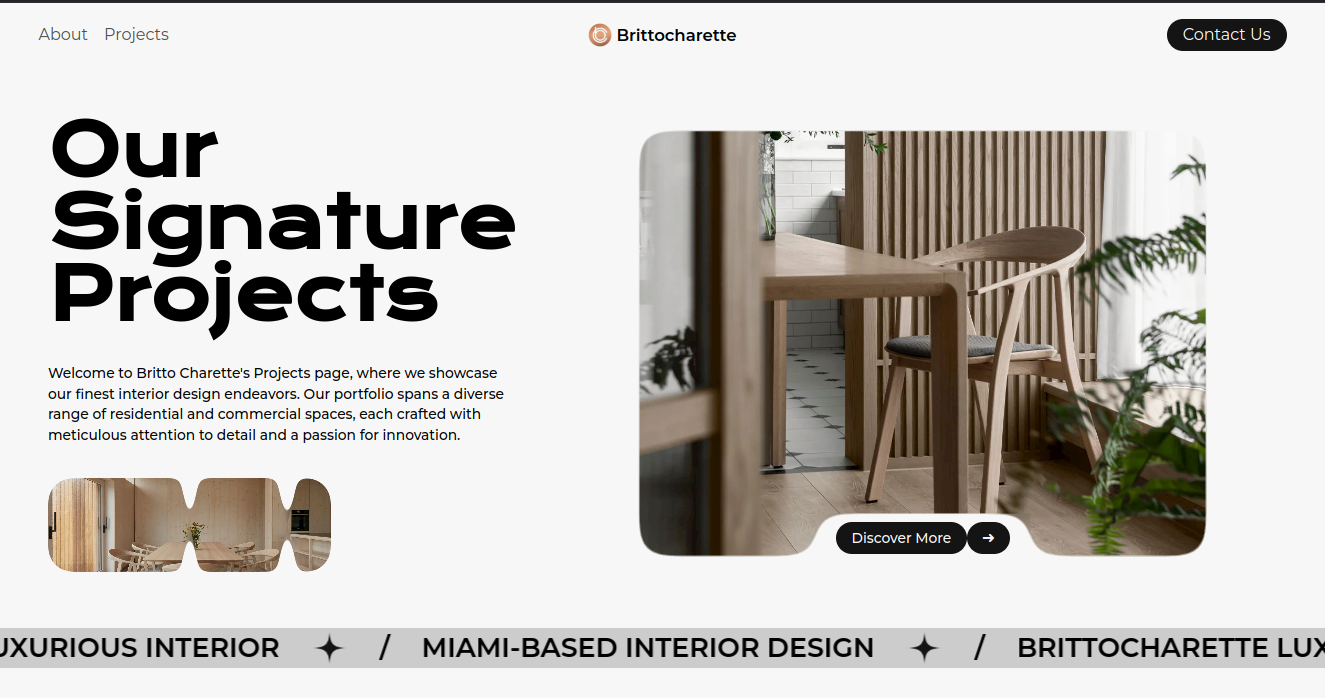 About Projects
Brittocharette
Contact Us
Our
Signature
Projects
Welcome to Britto Charette's Projects page, where we showcase
our finest interior design endeavors. Our portfolio spans a diverse
range of residential and commercial spaces, each crafted with
meticulous attention to detail and a passion for innovation.
Discover More ➔
UXURIOUS INTERIOR / MIAMI-BASED INTERIOR DESIGN / BRITTOCHARETTE LUX